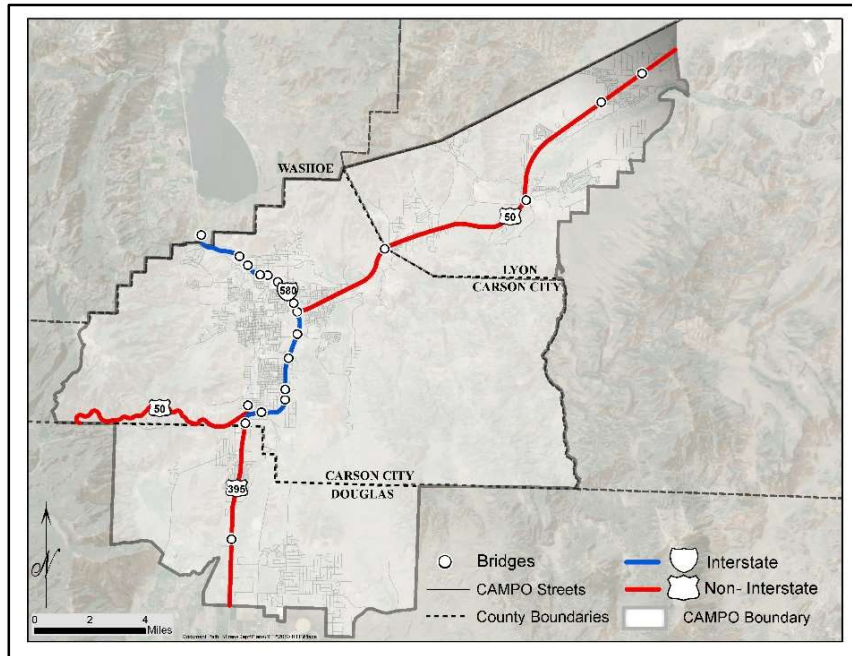 WASHOE
50
LYON
CARSON CITY
580
50
CARSON CITY
DOUGLAS
395
N
Bridges
Interstate
CAMPO Streets
Non- Interstate
County Boundaries
CAMPO Boundary
0 2 4
Miles